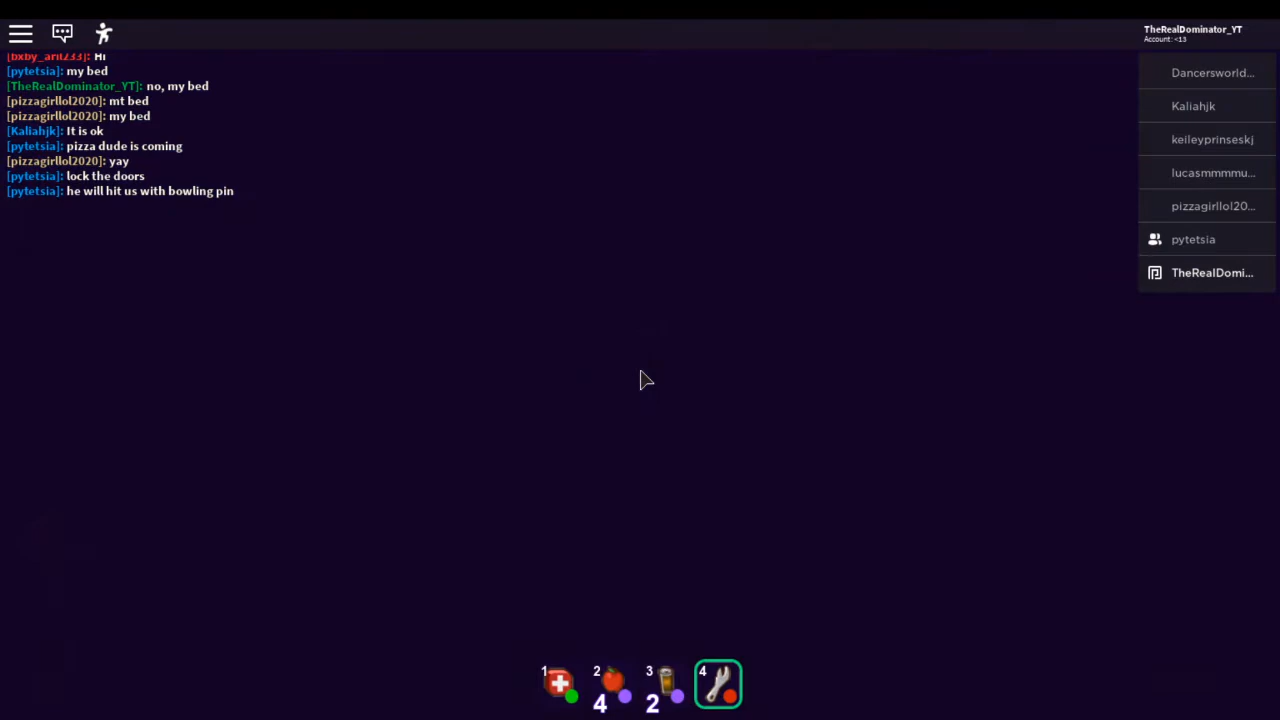 TheRealDominator_YT
Account: <13
[bxby_aril233]: Hi
[pytetsia]: my bed
[TheRealDominator_YT]: no, my bed
[pizzagirllol2020]: mt bed
[pizzagirllol2020]: my bed
[Kaliahjk]: It is ok
[pytetsia]: pizza dude is coming
[pizzagirllol2020]: yay
[pytetsia]: lock the doors
[pytetsia]: he will hit us with bowling pin
Dancersworld...
Kaliahjk
keileyprinseskj
lucasmmmmu...
pizzagirllol20...
pytetsia
TheRealDomi...
1
2
4
3
2
4